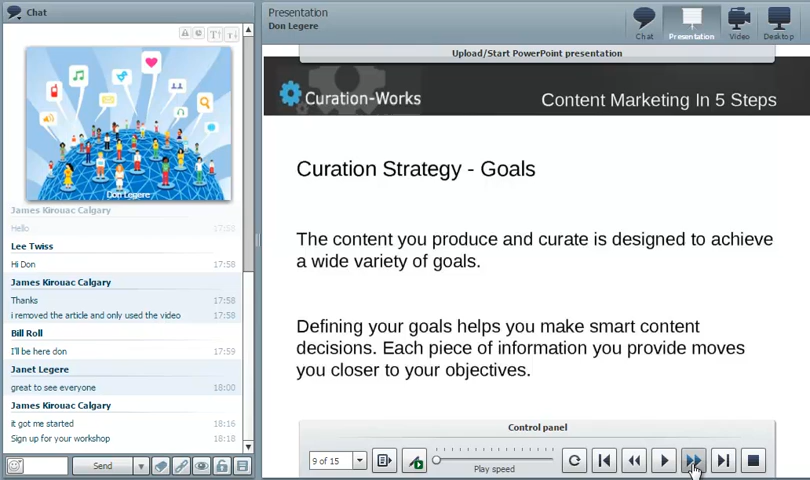 Chat
Don Legere
James Kirouac Calgary
Hello 17:58
Lee Twiss
Hi Don 17:58
James Kirouac Calgary
Thanks 17:58
i removed the article and only used the video 17:58
Bill Roll
I'll be here don 17:59
Janet Legere
great to see everyone 18:00
James Kirouac Calgary
it got me started 18:16
Sign up for your workshop 18:18
Send
Presentation
Don Legere
Chat
Presentation
Video
Desktop
Upload/Start PowerPoint presentation
Curation-Works
Content Marketing In 5 Steps
Curation Strategy - Goals
The content you produce and curate is designed to achieve
a wide variety of goals.
Defining your goals helps you make smart content
decisions. Each piece of information you provide moves
you closer to your objectives.
Control panel
9 of 15
Play speed